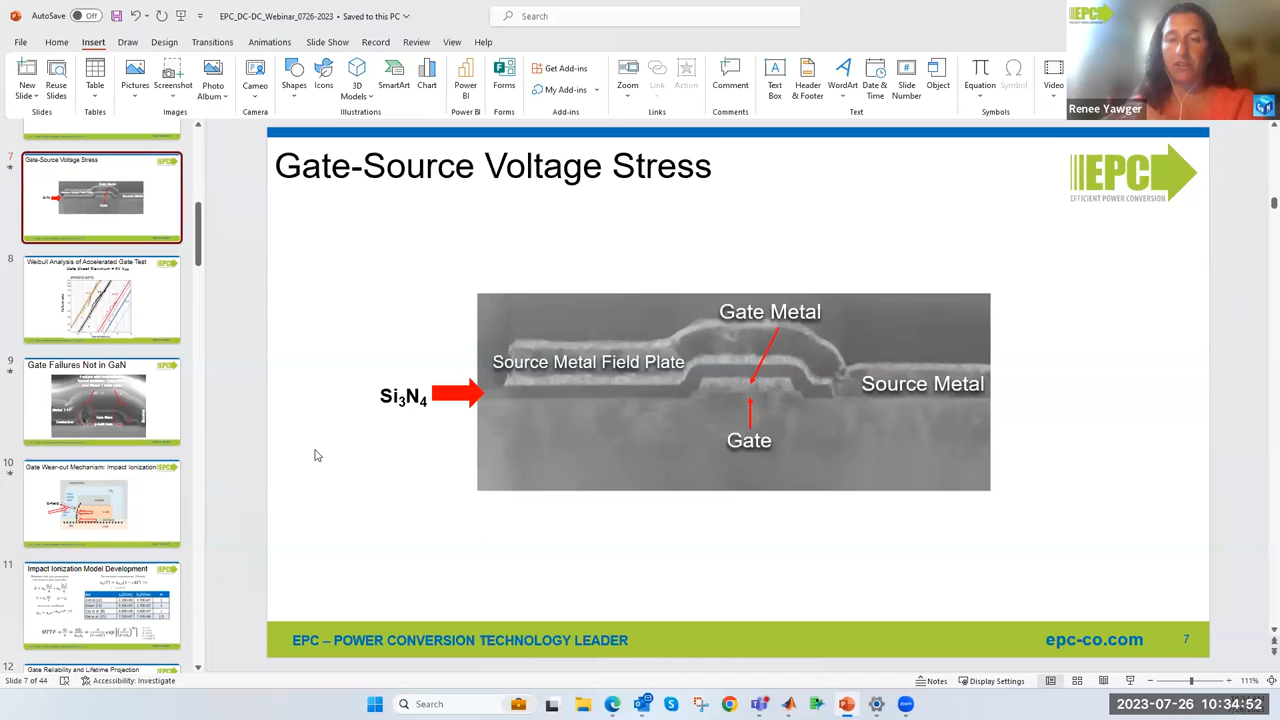 AutoSave Off EPC_DC-DC_Webinar_0726-2023 • Saved to this PC Search
EPC
Renee Yawger
File Home Insert Draw Design Transitions Animations Slide Show Record Review View Help
New Slide Reuse Slides Table Pictures Screenshot Photo Album Cameo Shapes Icons 3D Models SmartArt Chart Power BI Forms Get Add-ins My Add-ins Zoom Link Action Comment Text Box Header & Footer WordArt Date & Time Slide Number Object Equation Symbol Video
Slides Tables Images Camera Illustrations Power BI Forms Add-ins Links Comments Text Symbols
7
Gate-Source Voltage Stress
8
Weibull Analysis of Accelerated Gate Test
9
Gate Failures Not in GaN
10
Gate Wear-out Mechanism: Impact Ionization
11
Impact Ionization Model Development
12
Gate Reliability and Lifetime Projection
Gate-Source Voltage Stress
EPC
EFFICIENT POWER CONVERSION
Gate Metal
Source Metal Field Plate
Source Metal
Si3N4
Gate
EPC – POWER CONVERSION TECHNOLOGY LEADER epc-co.com 7
Slide 7 of 44 Accessibility: Investigate Notes Display Settings 111%
Search
2023-07-26 10:34:52